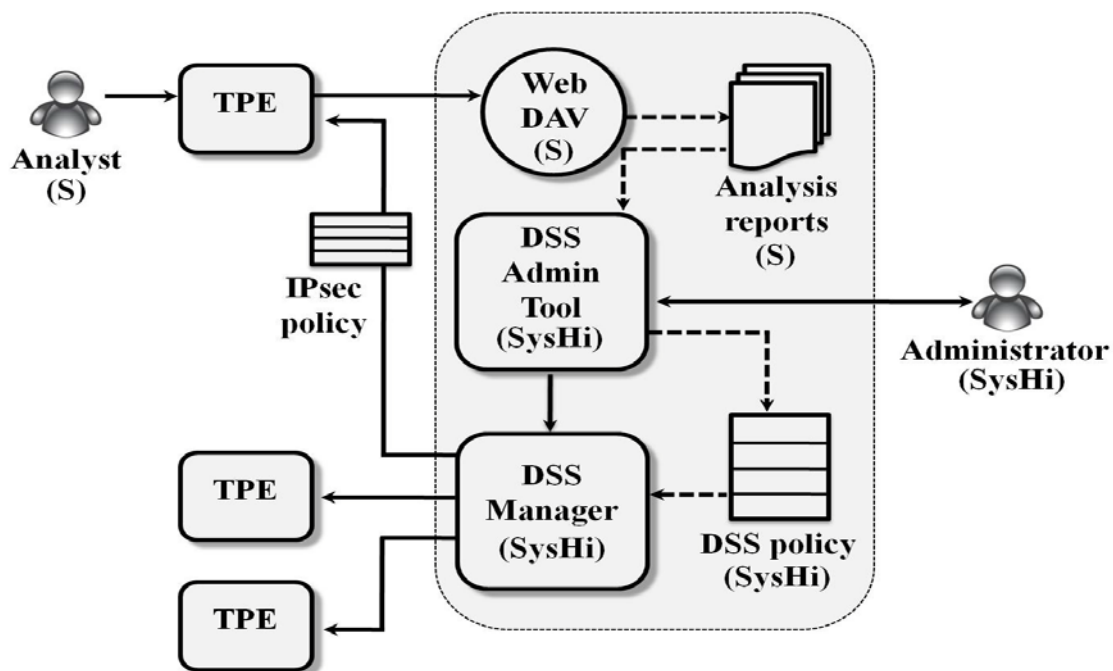 Analyst
(S)
TPE
Web
DAV
(S)
Analysis
reports
(S)
IPsec
policy
DSS
Admin
Tool
(SysHi)
Administrator
(SysHi)
TPE
DSS
Manager
(SysHi)
DSS policy
(SysHi)
TPE